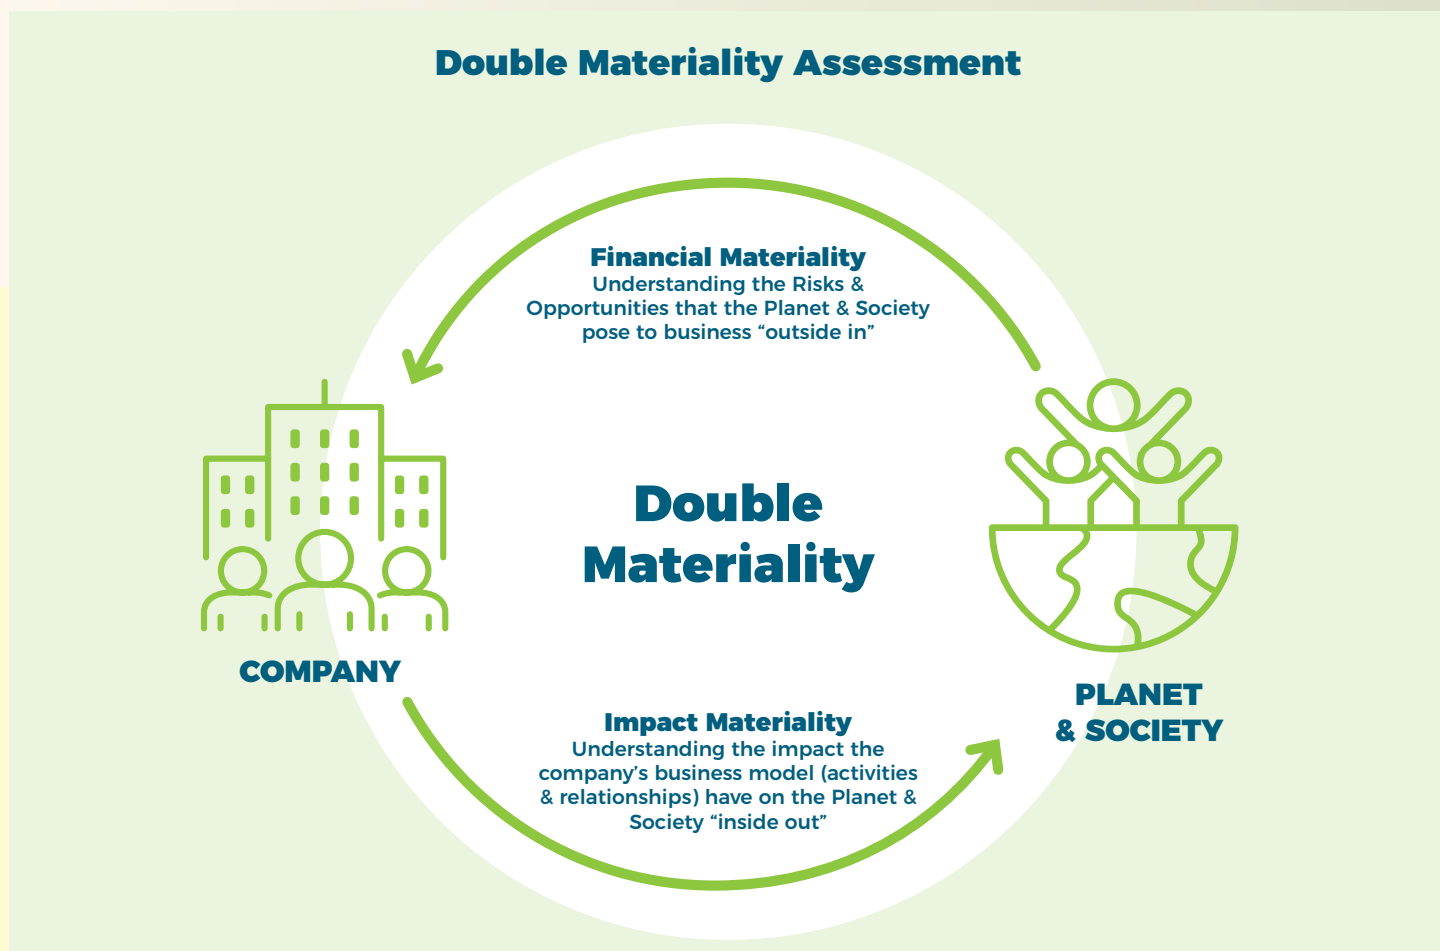 Double Materiality Assessment
Financial Materiality
Understanding the Risks &
Opportunities that the Planet & Society
pose to business “outside in”
Double
Materiality
COMPANY
PLANET
& SOCIETY
Impact Materiality
Understanding the impact the
company’s business model (activities
& relationships) have on the Planet &
Society “inside out”